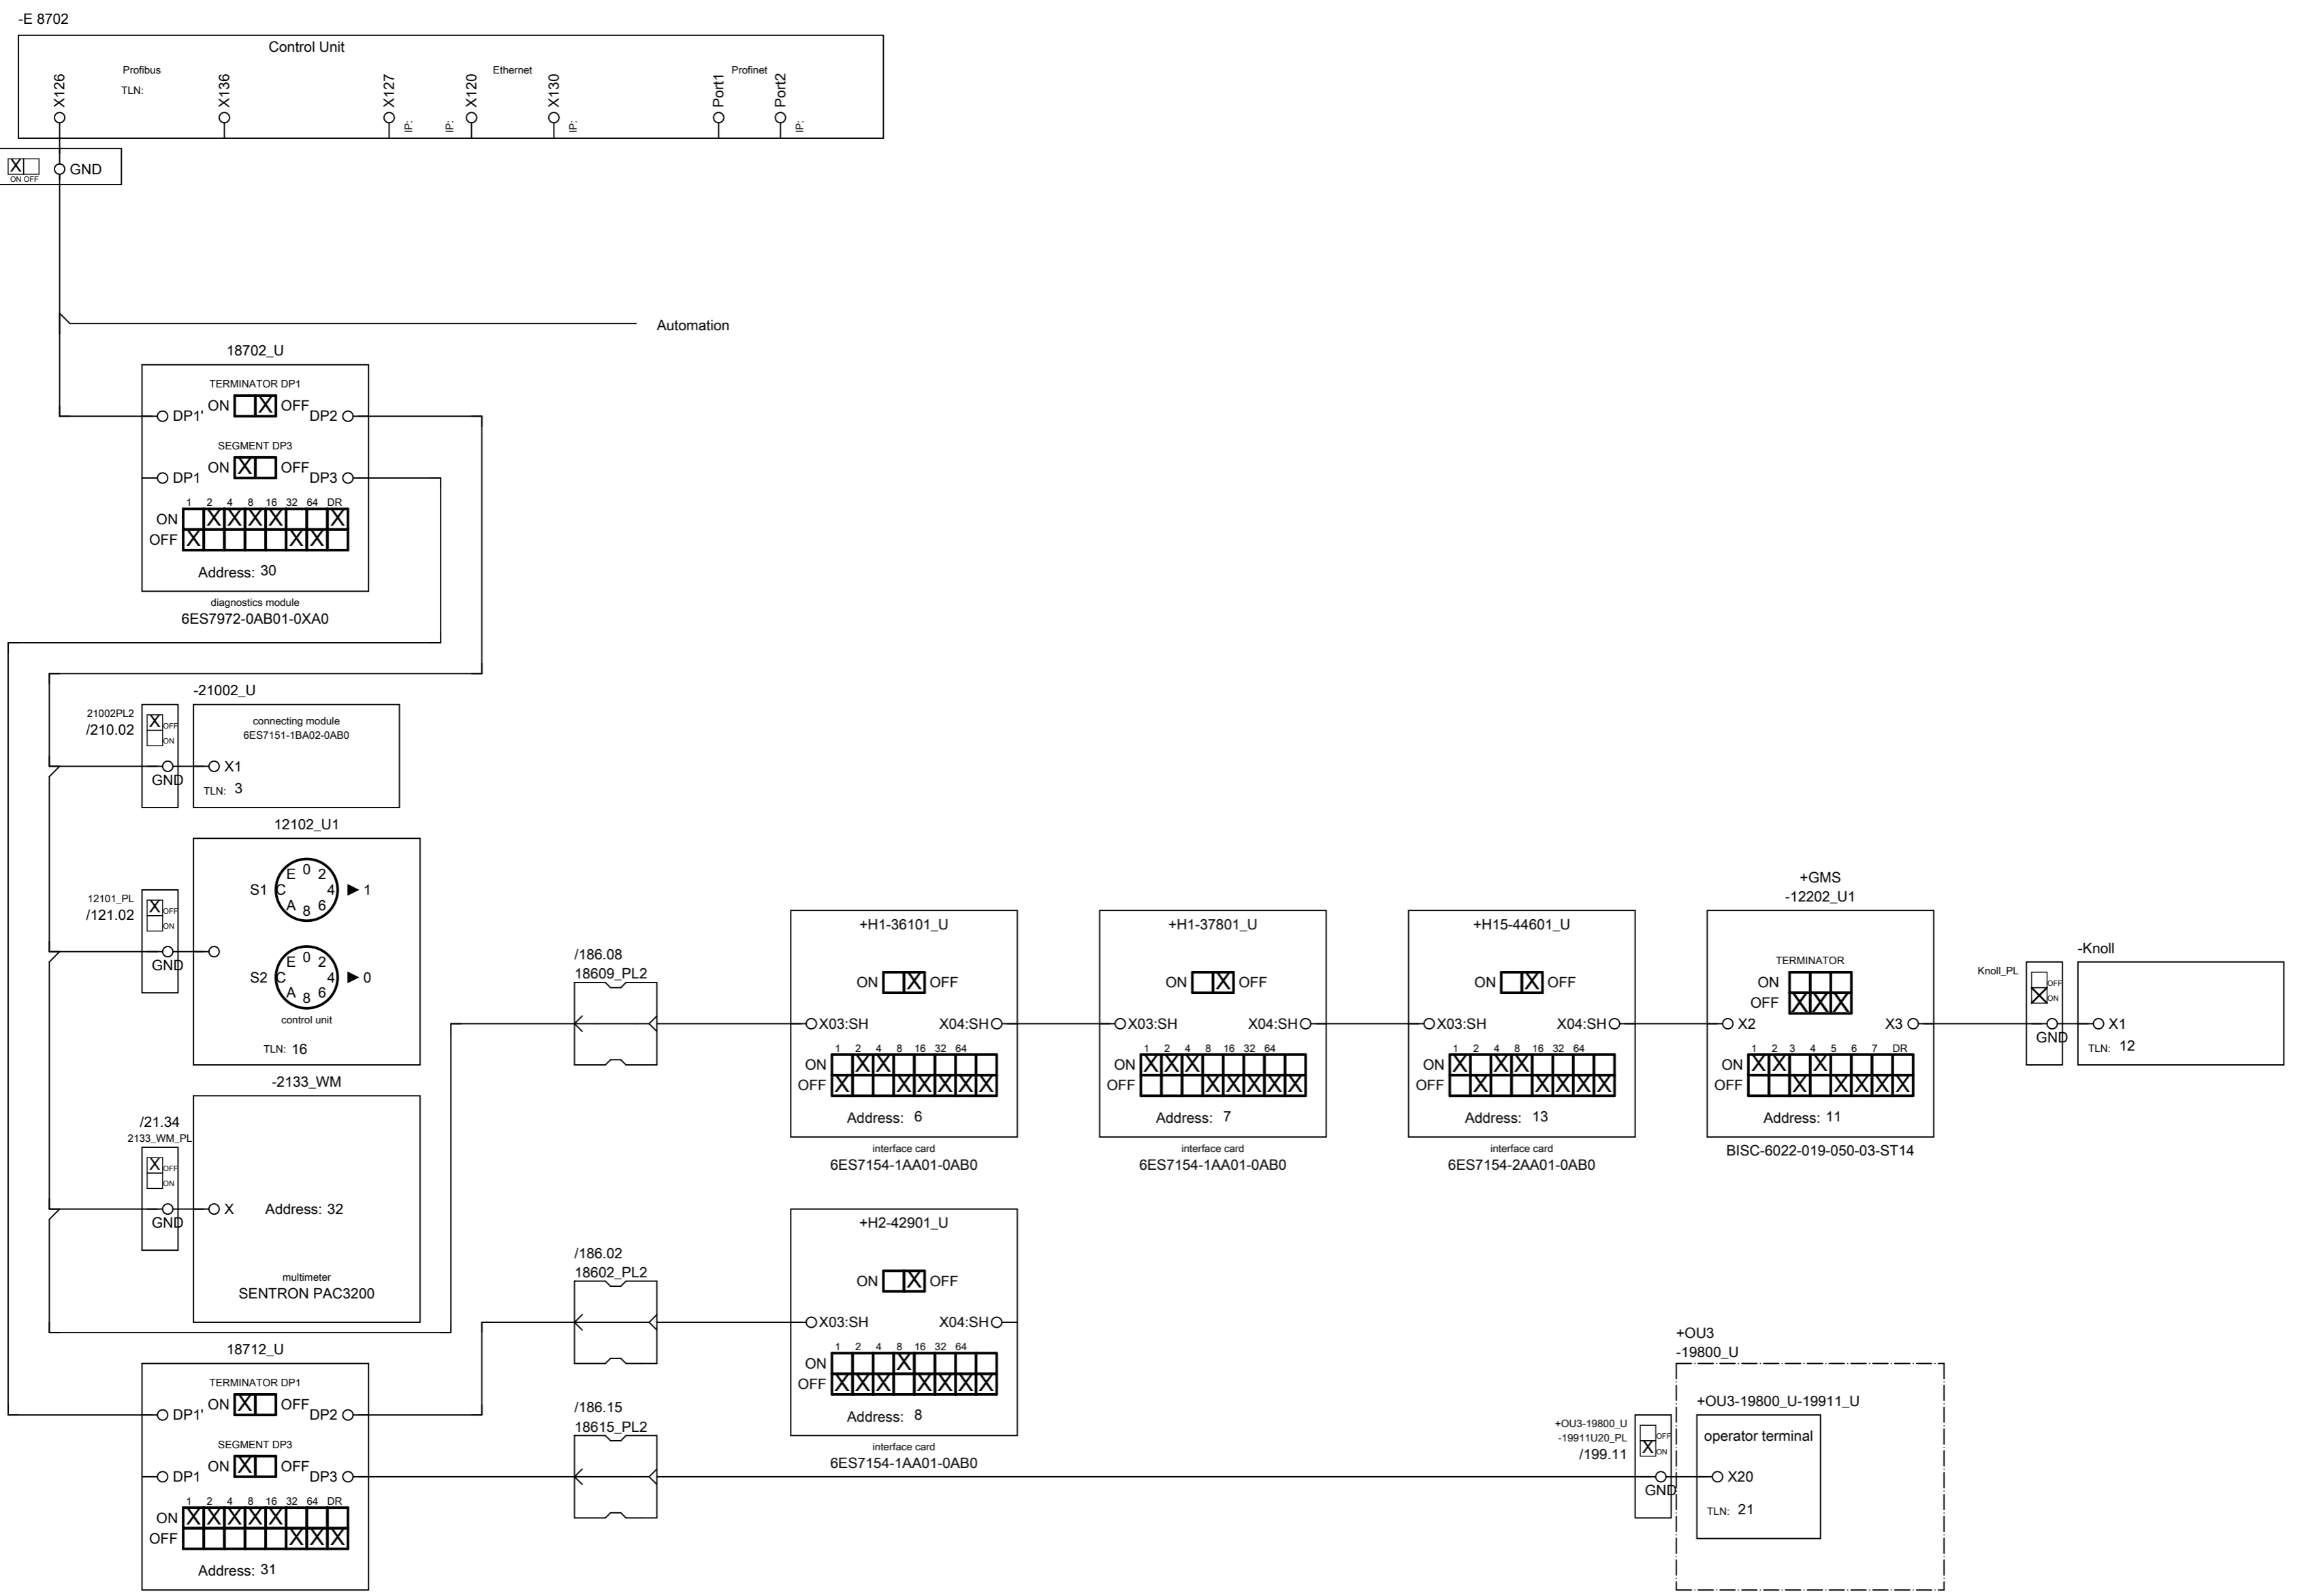 -E 8702
Control Unit
Profibus
Ethernet
Profinet
TLN:
X126
X136
X127
X120
X130
Port1
Port2
IP:
IP:
IP:
IP:
X
ON OFF
GND
Automation
18702_U
TERMINATOR DP1
ON X OFF
DP1'
DP2
SEGMENT DP3
ON X OFF
DP1
DP3
1 2 4 8 16 32 64 DR
ON X X X X X
OFF X X X
Address: 30
diagnostics module
6ES7972-0AB01-0XA0
-21002_U
21002PL2
/210.02
X OFF
ON
GND
connecting module
6ES7151-1BA02-0AB0
X1
TLN: 3
12102_U1
12101_PL
/121.02
X OFF
ON
GND
S1
E 0 2
C 4
A 8 6
1
S2
E 0 2
C 4
A 8 6
0
control unit
TLN: 16
-2133_WM
/21.34
2133_WM_PL
X OFF
ON
GND
X
Address: 32
multimeter
SENTRON PAC3200
18712_U
TERMINATOR DP1
ON X OFF
DP1'
DP2
SEGMENT DP3
ON X OFF
DP1
DP3
1 2 4 8 16 32 64 DR
ON X X X X X
OFF X X X
Address: 31
/186.08
18609_PL2
/186.02
18602_PL2
/186.15
18615_PL2
+H1-36101_U
ON X OFF
X03:SH
X04:SH
1 2 4 8 16 32 64
ON X X
OFF X X X X X X
Address: 6
interface card
6ES7154-1AA01-0AB0
+H1-37801_U
ON X OFF
X03:SH
X04:SH
1 2 4 8 16 32 64
ON X X X
OFF X X X X X
Address: 7
interface card
6ES7154-1AA01-0AB0
+H15-44601_U
ON X OFF
X03:SH
X04:SH
1 2 4 8 16 32 64
ON X X X
OFF X X X X X
Address: 13
interface card
6ES7154-2AA01-0AB0
+GMS
-12202_U1
TERMINATOR
ON
OFF X X X
X2
X3
1 2 3 4 5 6 7 DR
ON X X X
OFF X X X X X
Address: 11
BISC-6022-019-050-03-ST14
-Knoll
Knoll_PL
OFF
X ON
GND
X1
TLN: 12
+H2-42901_U
ON X OFF
X03:SH
X04:SH
1 2 4 8 16 32 64
ON X
OFF X X X X X X X
Address: 8
interface card
6ES7154-1AA01-0AB0
+OU3
-19800_U
+OU3-19800_U
-19911U20_PL
/199.11
OFF
X ON
GND
+OU3-19800_U-19911_U
operator terminal
X20
TLN: 21